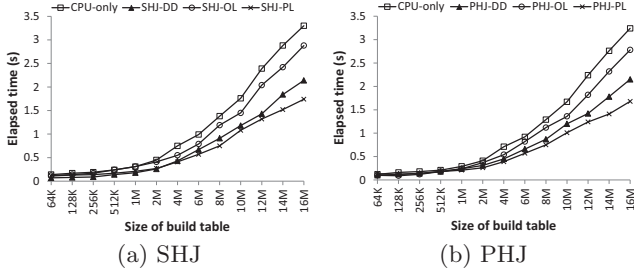 CPU-only SHJ-DD SHJ-OL SHJ-PL
3.5
3
2.5
2
1.5
1
0.5
0
Elapsed time (s)
64K 128K 256K 512K 1M 2M 4M 6M 8M 10M 12M 14M 16M
Size of build table
(a) SHJ
CPU-only PHJ-DD PHJ-OL PHJ-PL
3.5
3
2.5
2
1.5
1
0.5
0
Elapsed time (s)
64K 128K 256K 512K 1M 2M 4M 6M 8M 10M 12M 14M 16M
Size of build table
(b) PHJ